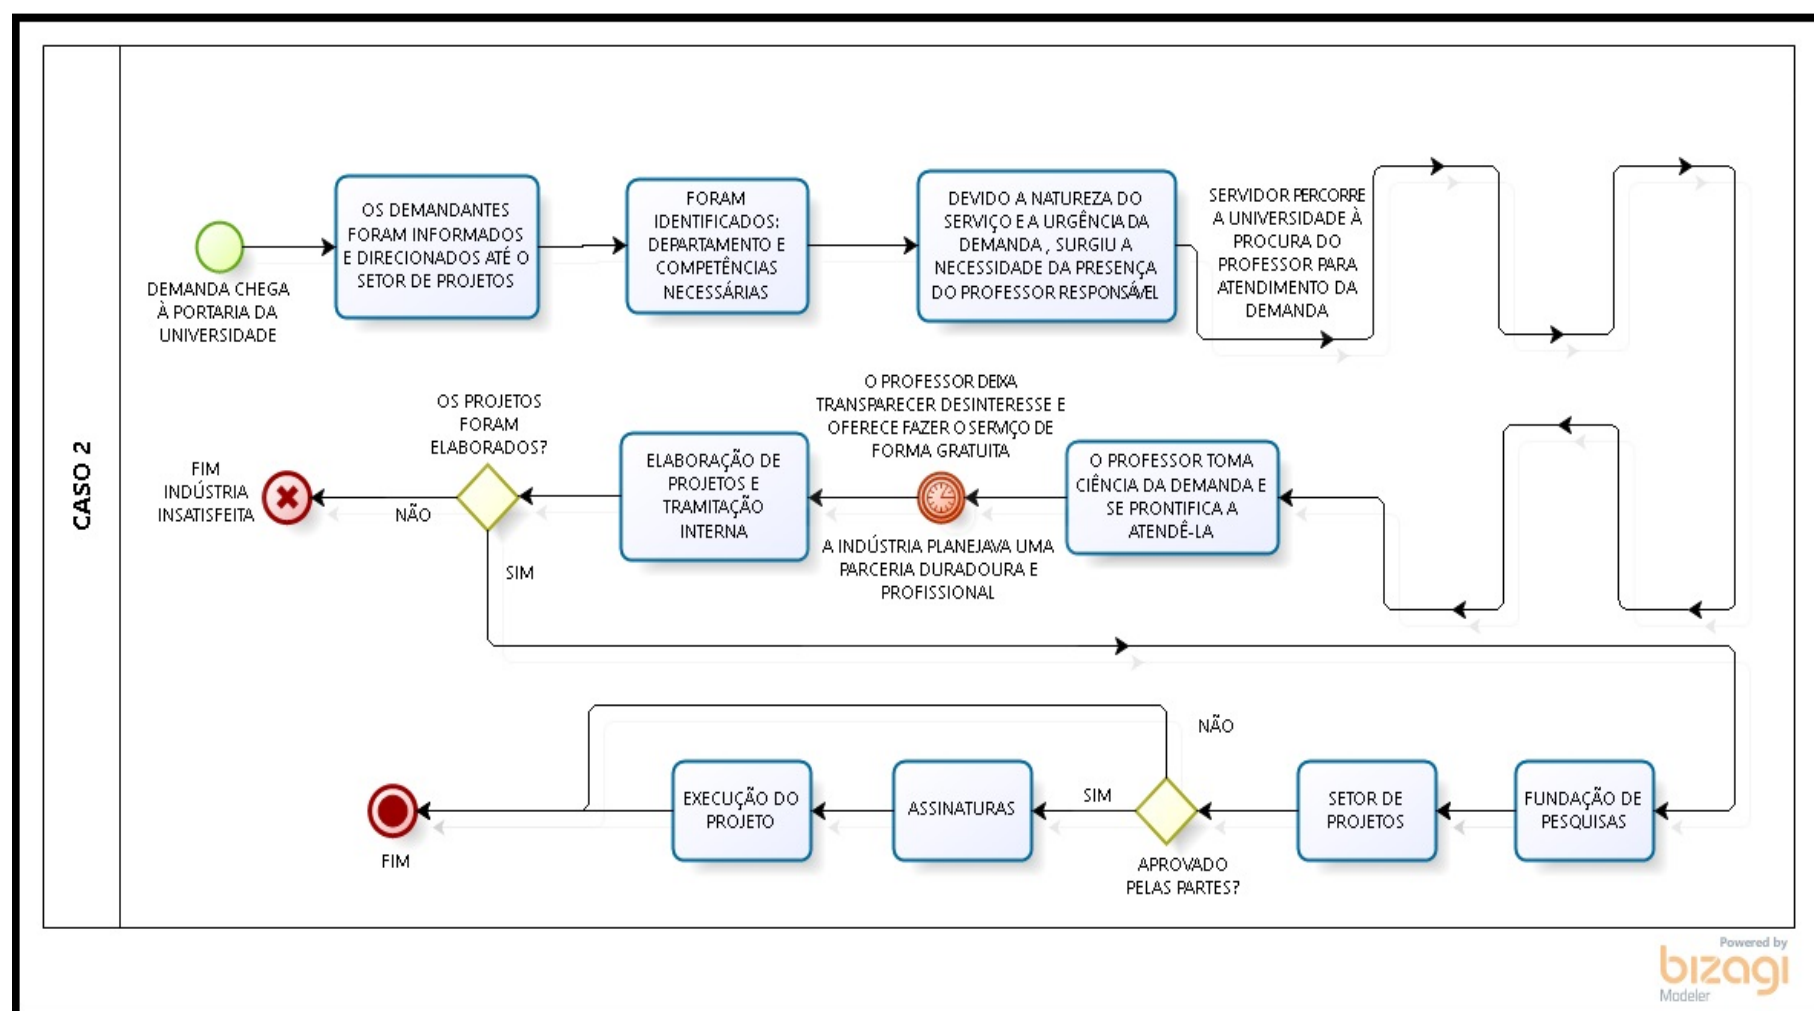 CASO 2
DEMANDA CHEGA
À PORTARIA DA
UNIVERSIDADE
OS DEMANDANTES
FORAM INFORMADOS
E DIRECIONADOS ATÉ O
SETOR DE PROJETOS
FORAM
IDENTIFICADOS:
DEPARTAMENTO E
COMPETÊNCIAS
NECESSÁRIAS
DEVIDO A NATUREZA DO
SERVIÇO E A URGÊNCIA DA
DEMANDA , SURGIU A
NECESSIDADE DA PRESENÇA
DO PROFESSOR RESPONSÁVEL
SERVIDOR PERCORRE
A UNIVERSIDADE À
PROCURA DO
PROFESSOR PARA
ATENDIMENTO DA
DEMANDA
O PROFESSOR TOMA
CIÊNCIA DA DEMANDA E
SE PRONTIFICA A
ATENDÊ-LA
O PROFESSOR DEIXA
TRANSPARECER DESINTERESSE E
OFERECE FAZER O SERVIÇO DE
FORMA GRATUITA
A INDÚSTRIA PLANEJAVA UMA
PARCERIA DURADOURA E
PROFISSIONAL
ELABORAÇÃO DE
PROJETOS E
TRAMITAÇÃO
INTERNA
OS PROJETOS
FORAM
ELABORADOS?
NÃO
FIM
INDÚSTRIA
INSATISFEITA
SIM
FUNDAÇÃO DE
PESQUISAS
SETOR DE
PROJETOS
APROVADO
PELAS PARTES?
NÃO
SIM
ASSINATURAS
EXECUÇÃO DO
PROJETO
FIM
Powered by
bizagi
Modeler